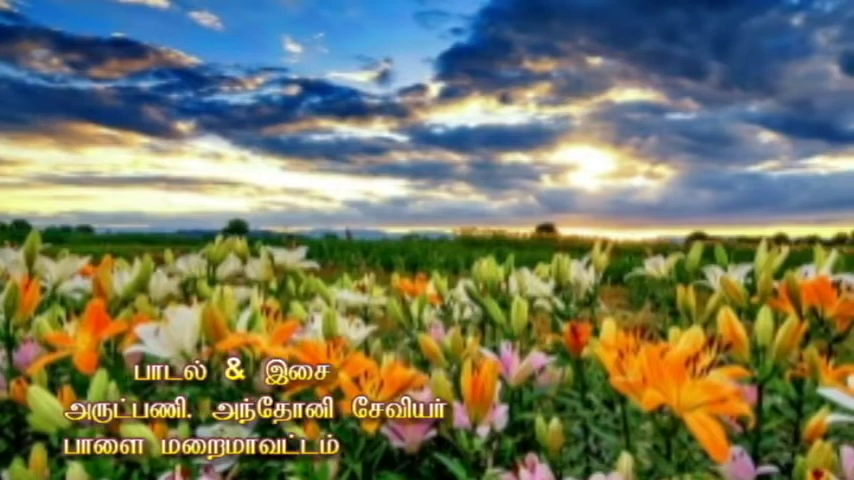 பாடல் & இசை
அருட்பணி. அந்தோனி சேவியர்
பாளை மறைமாவட்டம்